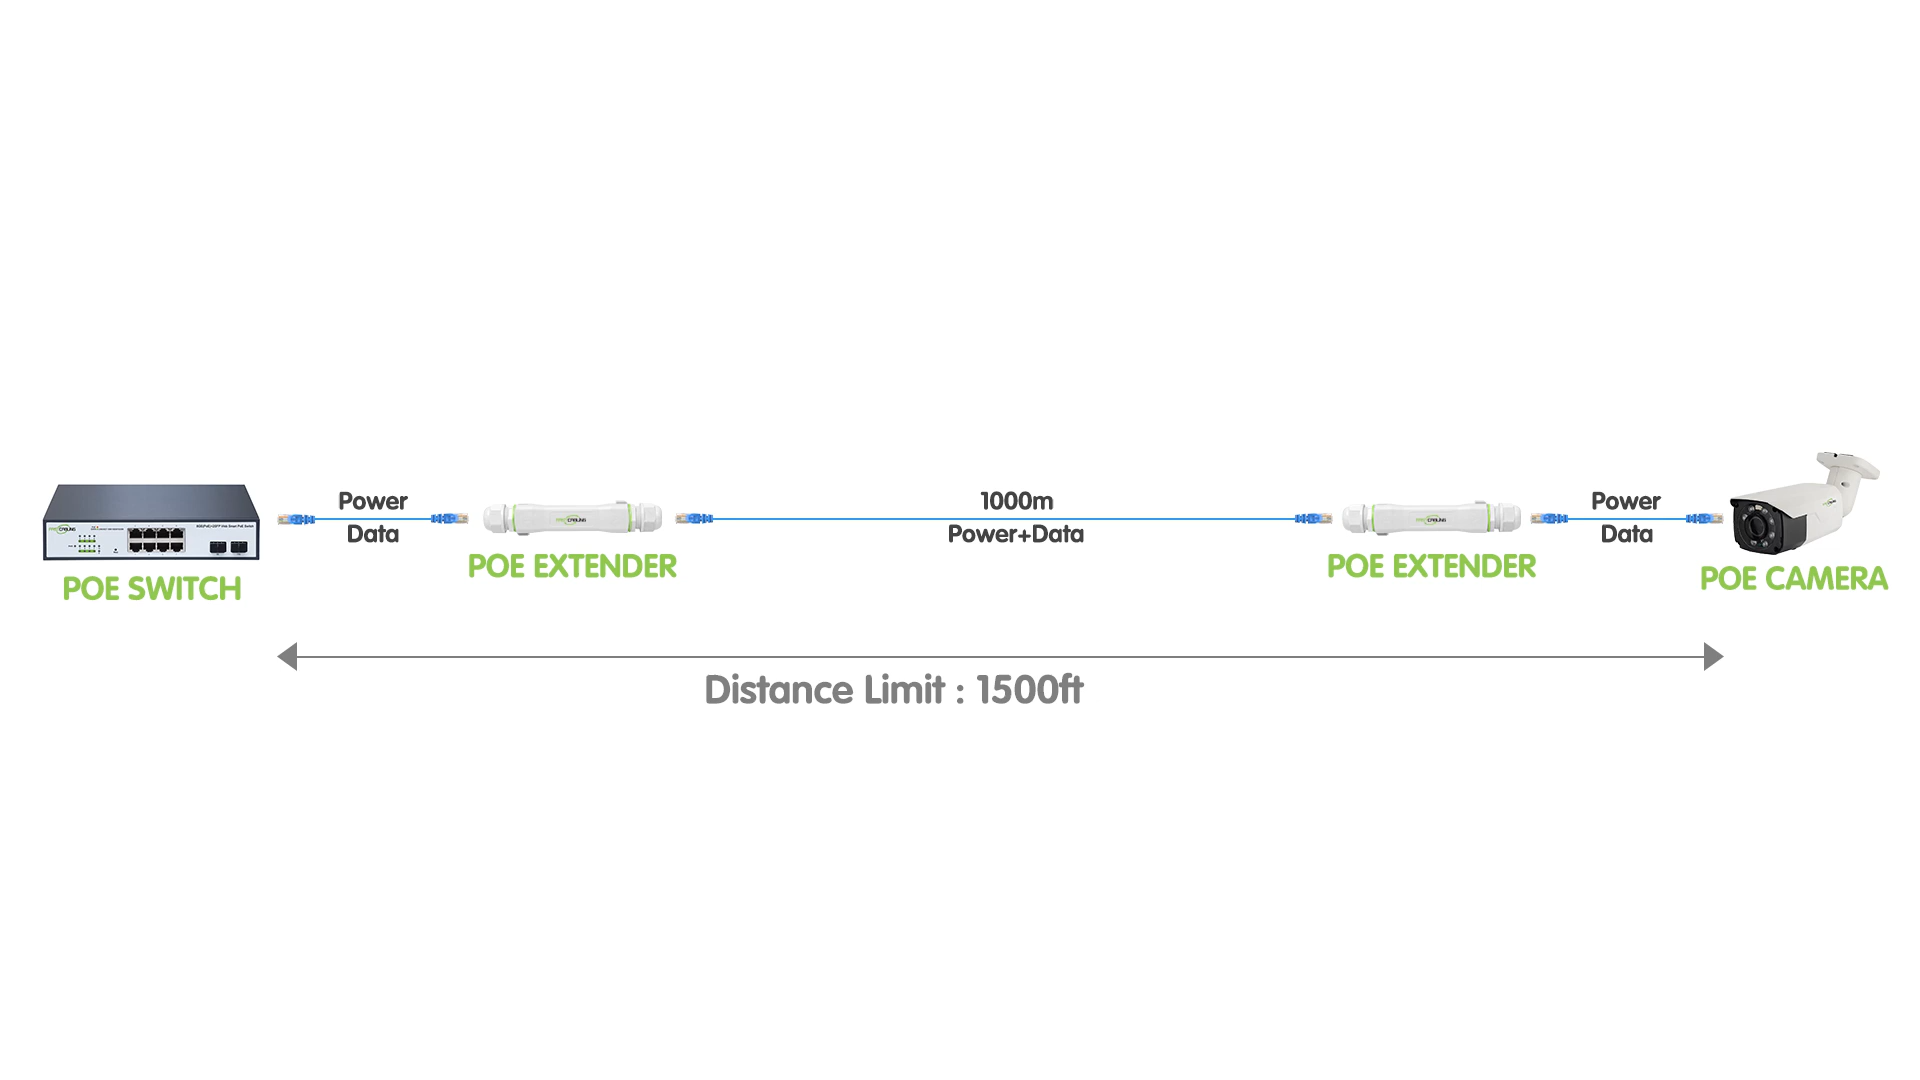 Power
Data
1000m
Power+Data
Power
Data
POE SWITCH
POE EXTENDER
POE EXTENDER
POE CAMERA
Distance Limit : 1500ft